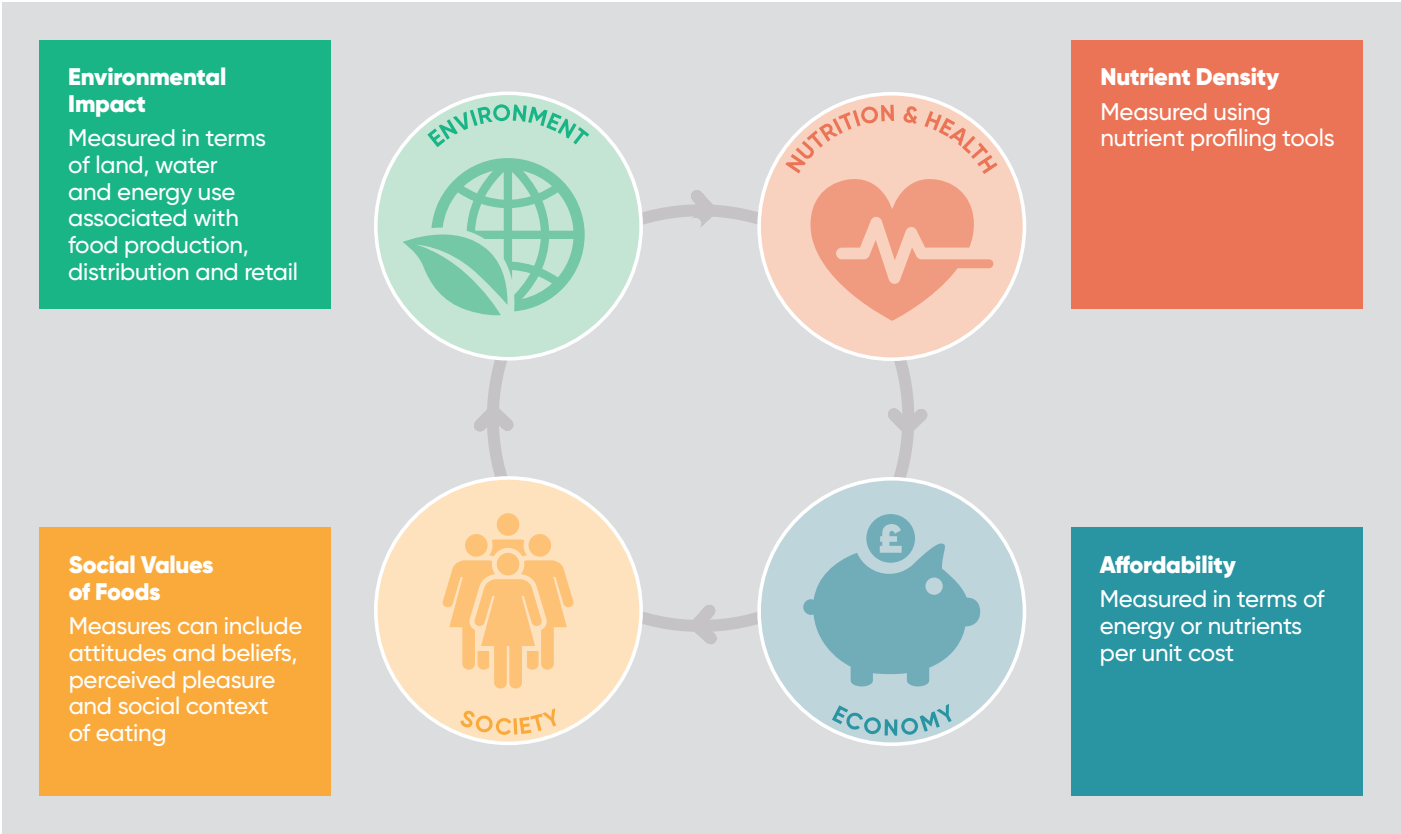 Environmental
Impact
Measured in terms
of land, water
and energy use
associated with
food production,
distribution and retail
ENVIRONMENT
NUTRITION & HEALTH
Nutrient Density
Measured using
nutrient profiling tools
Social Values
of Foods
Measures can include
attitudes and beliefs,
perceived pleasure
and social context
of eating
SOCIETY
£
ECONOMY
Affordability
Measured in terms of
energy or nutrients
per unit cost